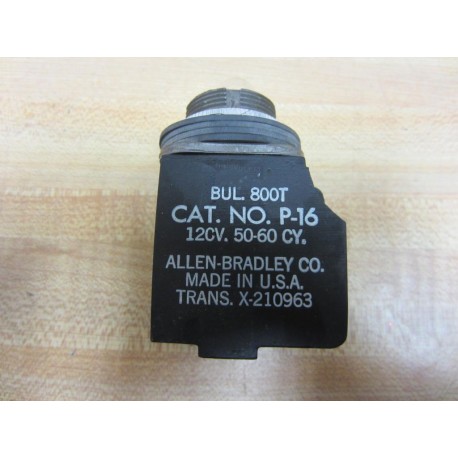 BUL. 800T
CAT. NO. P-16
12CV. 50-60 CY.
ALLEN-BRADLEY CO.
MADE IN U.S.A.
TRANS. X-210963